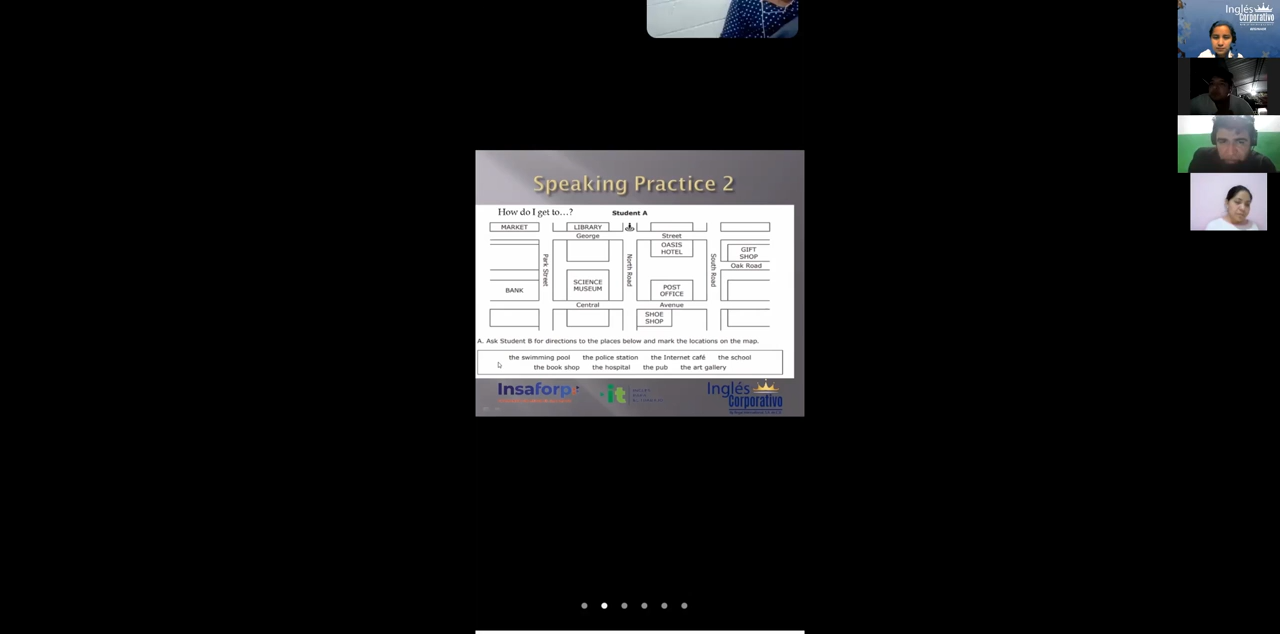 Inglés
Corporativo
Speaking Practice 2
How do I get to...?
Student A
MARKET
LIBRARY
George
Street
OASIS
HOTEL
GIFT
SHOP
Oak Road
Park Street
North Road
South Road
BANK
SCIENCE
MUSEUM
POST
OFFICE
Central
Avenue
SHOE
SHOP
A. Ask Student B for directions to the places below and mark the locations on the map.
the swimming pool the police station the Internet café the school
the book shop the hospital the pub the art gallery
Insaforp
it
Inglés
Corporativo